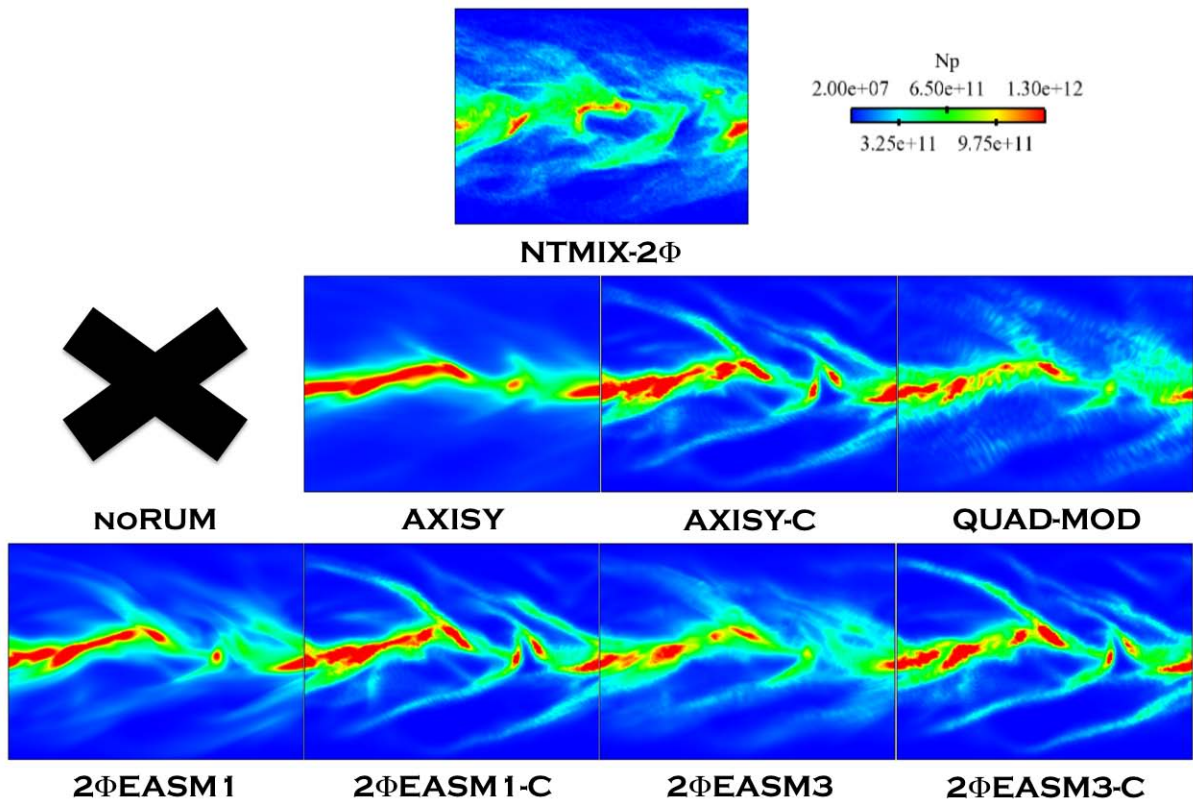 Np
2.00e+07 6.50e+11 1.30e+12
3.25e+11 9.75e+11
NTMIX-2Φ
NORUM AXISY AXISY-C QUAD-MOD
2ΦEASM1 2ΦEASM1-C 2ΦEASM3 2ΦEASM3-C